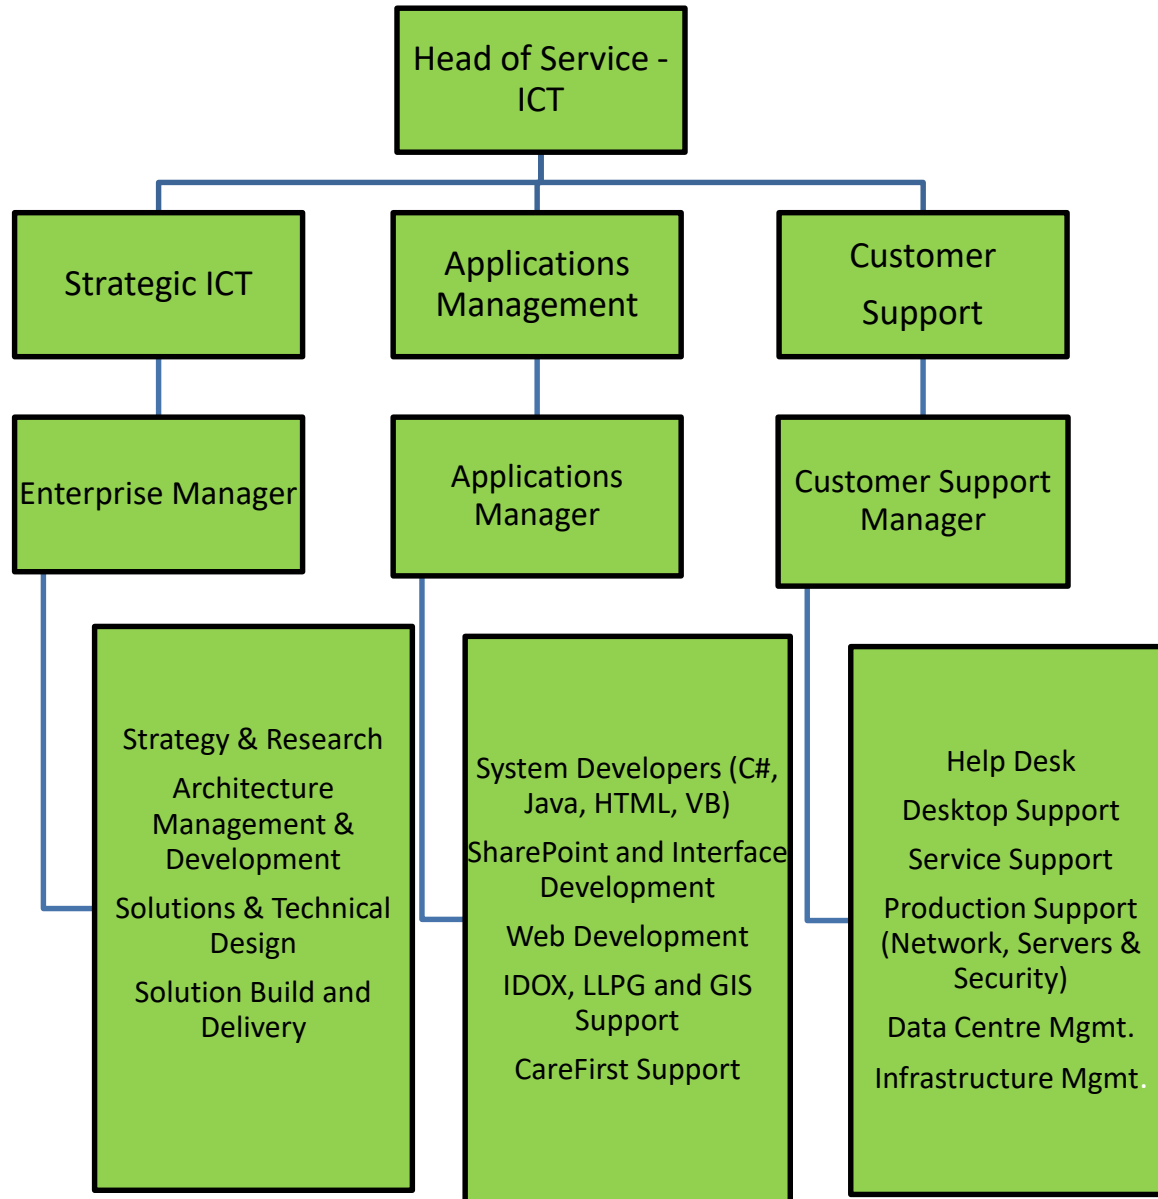 Head of Service -
ICT
Strategic ICT
Applications
Management
Customer
Support
Enterprise Manager
Applications
Manager
Customer Support
Manager
Strategy & Research
Architecture
Management &
Development
Solutions & Technical
Design
Solution Build and
Delivery
System Developers (C#,
Java, HTML, VB)
SharePoint and Interface
Development
Web Development
IDOX, LLPG and GIS
Support
CareFirst Support
Help Desk
Desktop Support
Service Support
Production Support
(Network, Servers &
Security)
Data Centre Mgmt.
Infrastructure Mgmt.